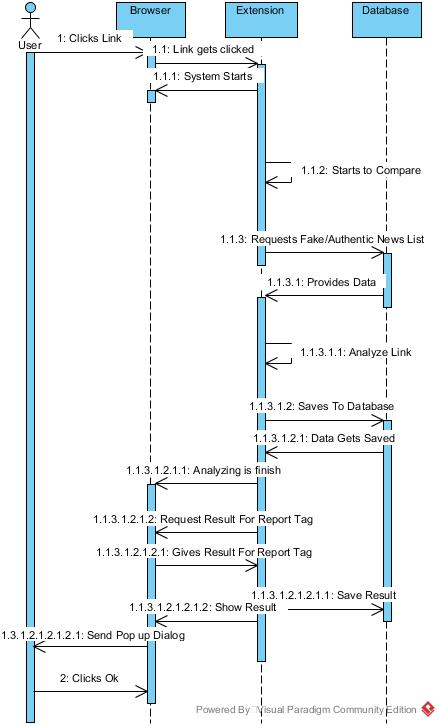 Browser
Extension
Database
User
1: Clicks Link
1.1: Link gets clicked
1.1.1: System Starts
1.1.2: Starts to Compare
1.1.3: Requests Fake/Authentic News List
1.1.3.1: Provides Data
1.1.3.1.1: Analyze Link
1.1.3.1.2: Saves To Database
1.1.3.1.2.1: Data Gets Saved
1.1.3.1.2.1.1: Analyzing is finish
1.1.3.1.2.1.2: Request Result For Report Tag
1.1.3.1.2.1.2.1: Gives Result For Report Tag
1.1.3.1.2.1.2.1.1: Save Result
1.1.3.1.2.1.2.1.2: Show Result
1.3.1.2.1.2.1.2.1: Send Pop up Dialog
2: Clicks Ok
Powered By Visual Paradigm Community Edition